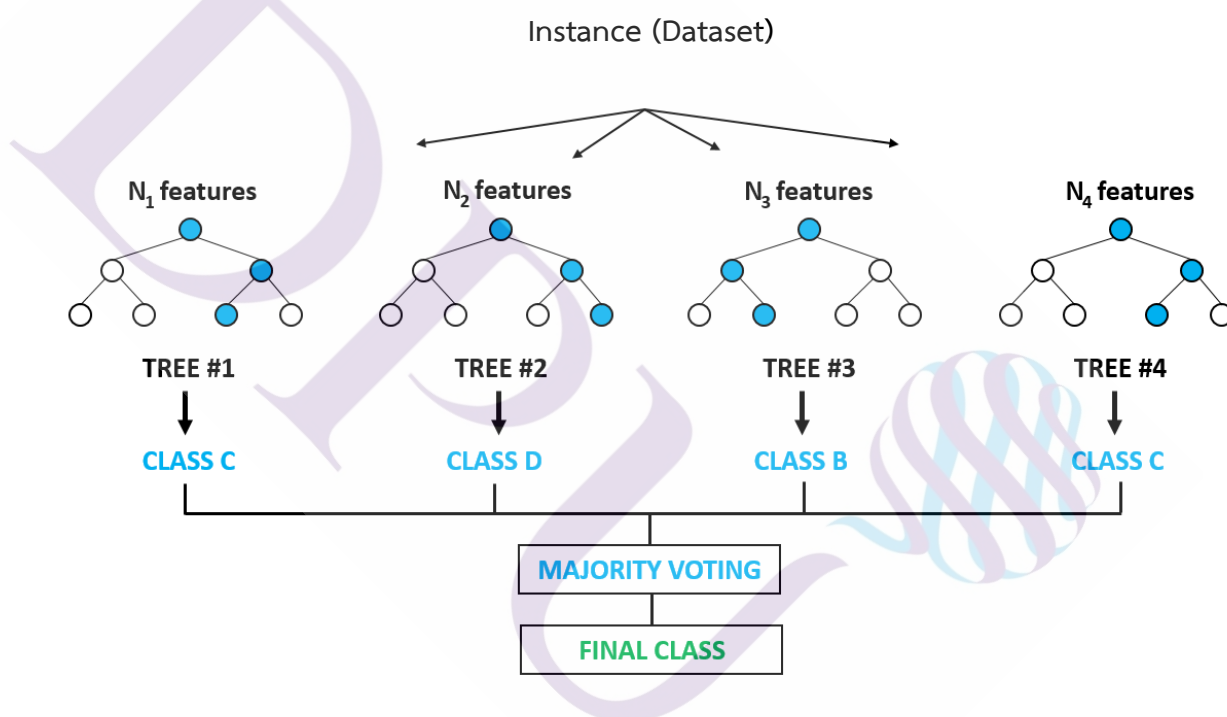 Instance (Dataset)
N₁ features
N₂ features
N₃ features
N₄ features
TREE #1
TREE #2
TREE #3
TREE #4
CLASS C
CLASS D
CLASS B
CLASS C
MAJORITY VOTING
FINAL CLASS
DPU